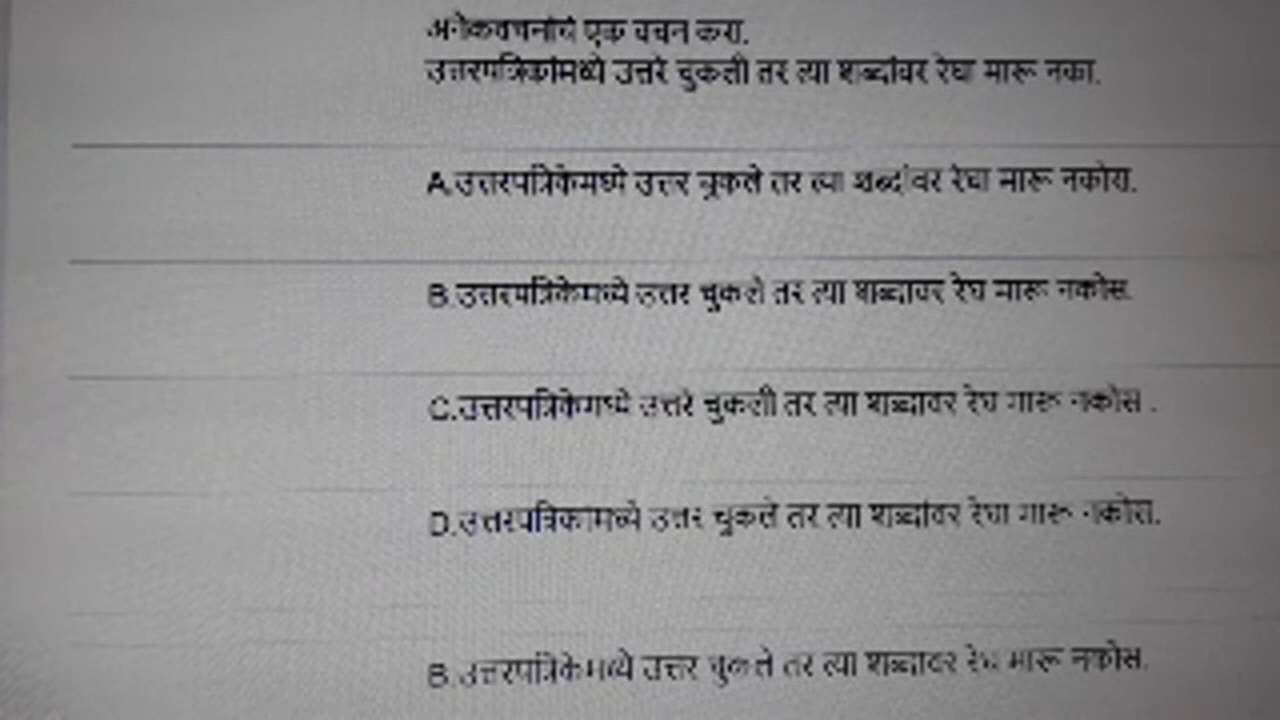 अनेकवचनांचे एक वचन करा.
उत्तरपत्रिकांमध्ये उत्तरे चुकली तर त्या शब्दांवर रेघा मारू नका.
A.उत्तरपत्रिकेमध्ये उत्तर चुकले तर त्या शब्दांवर रेघा मारू नकोस.
B.उत्तरपत्रिकेमध्ये उत्तर चुकले तर त्या शब्दावर रेघ मारू नकोस.
C.उत्तरपत्रिकेमध्ये उत्तरे चुकली तर त्या शब्दावर रेघ मारू नकोस .
D.उत्तरपत्रिकांमध्ये उत्तर चुकले तर त्या शब्दांवर रेघा मारू नकोस.
B.उत्तरपत्रिकेमध्ये उत्तर चुकले तर त्या शब्दावर रेघ मारू नकोस.